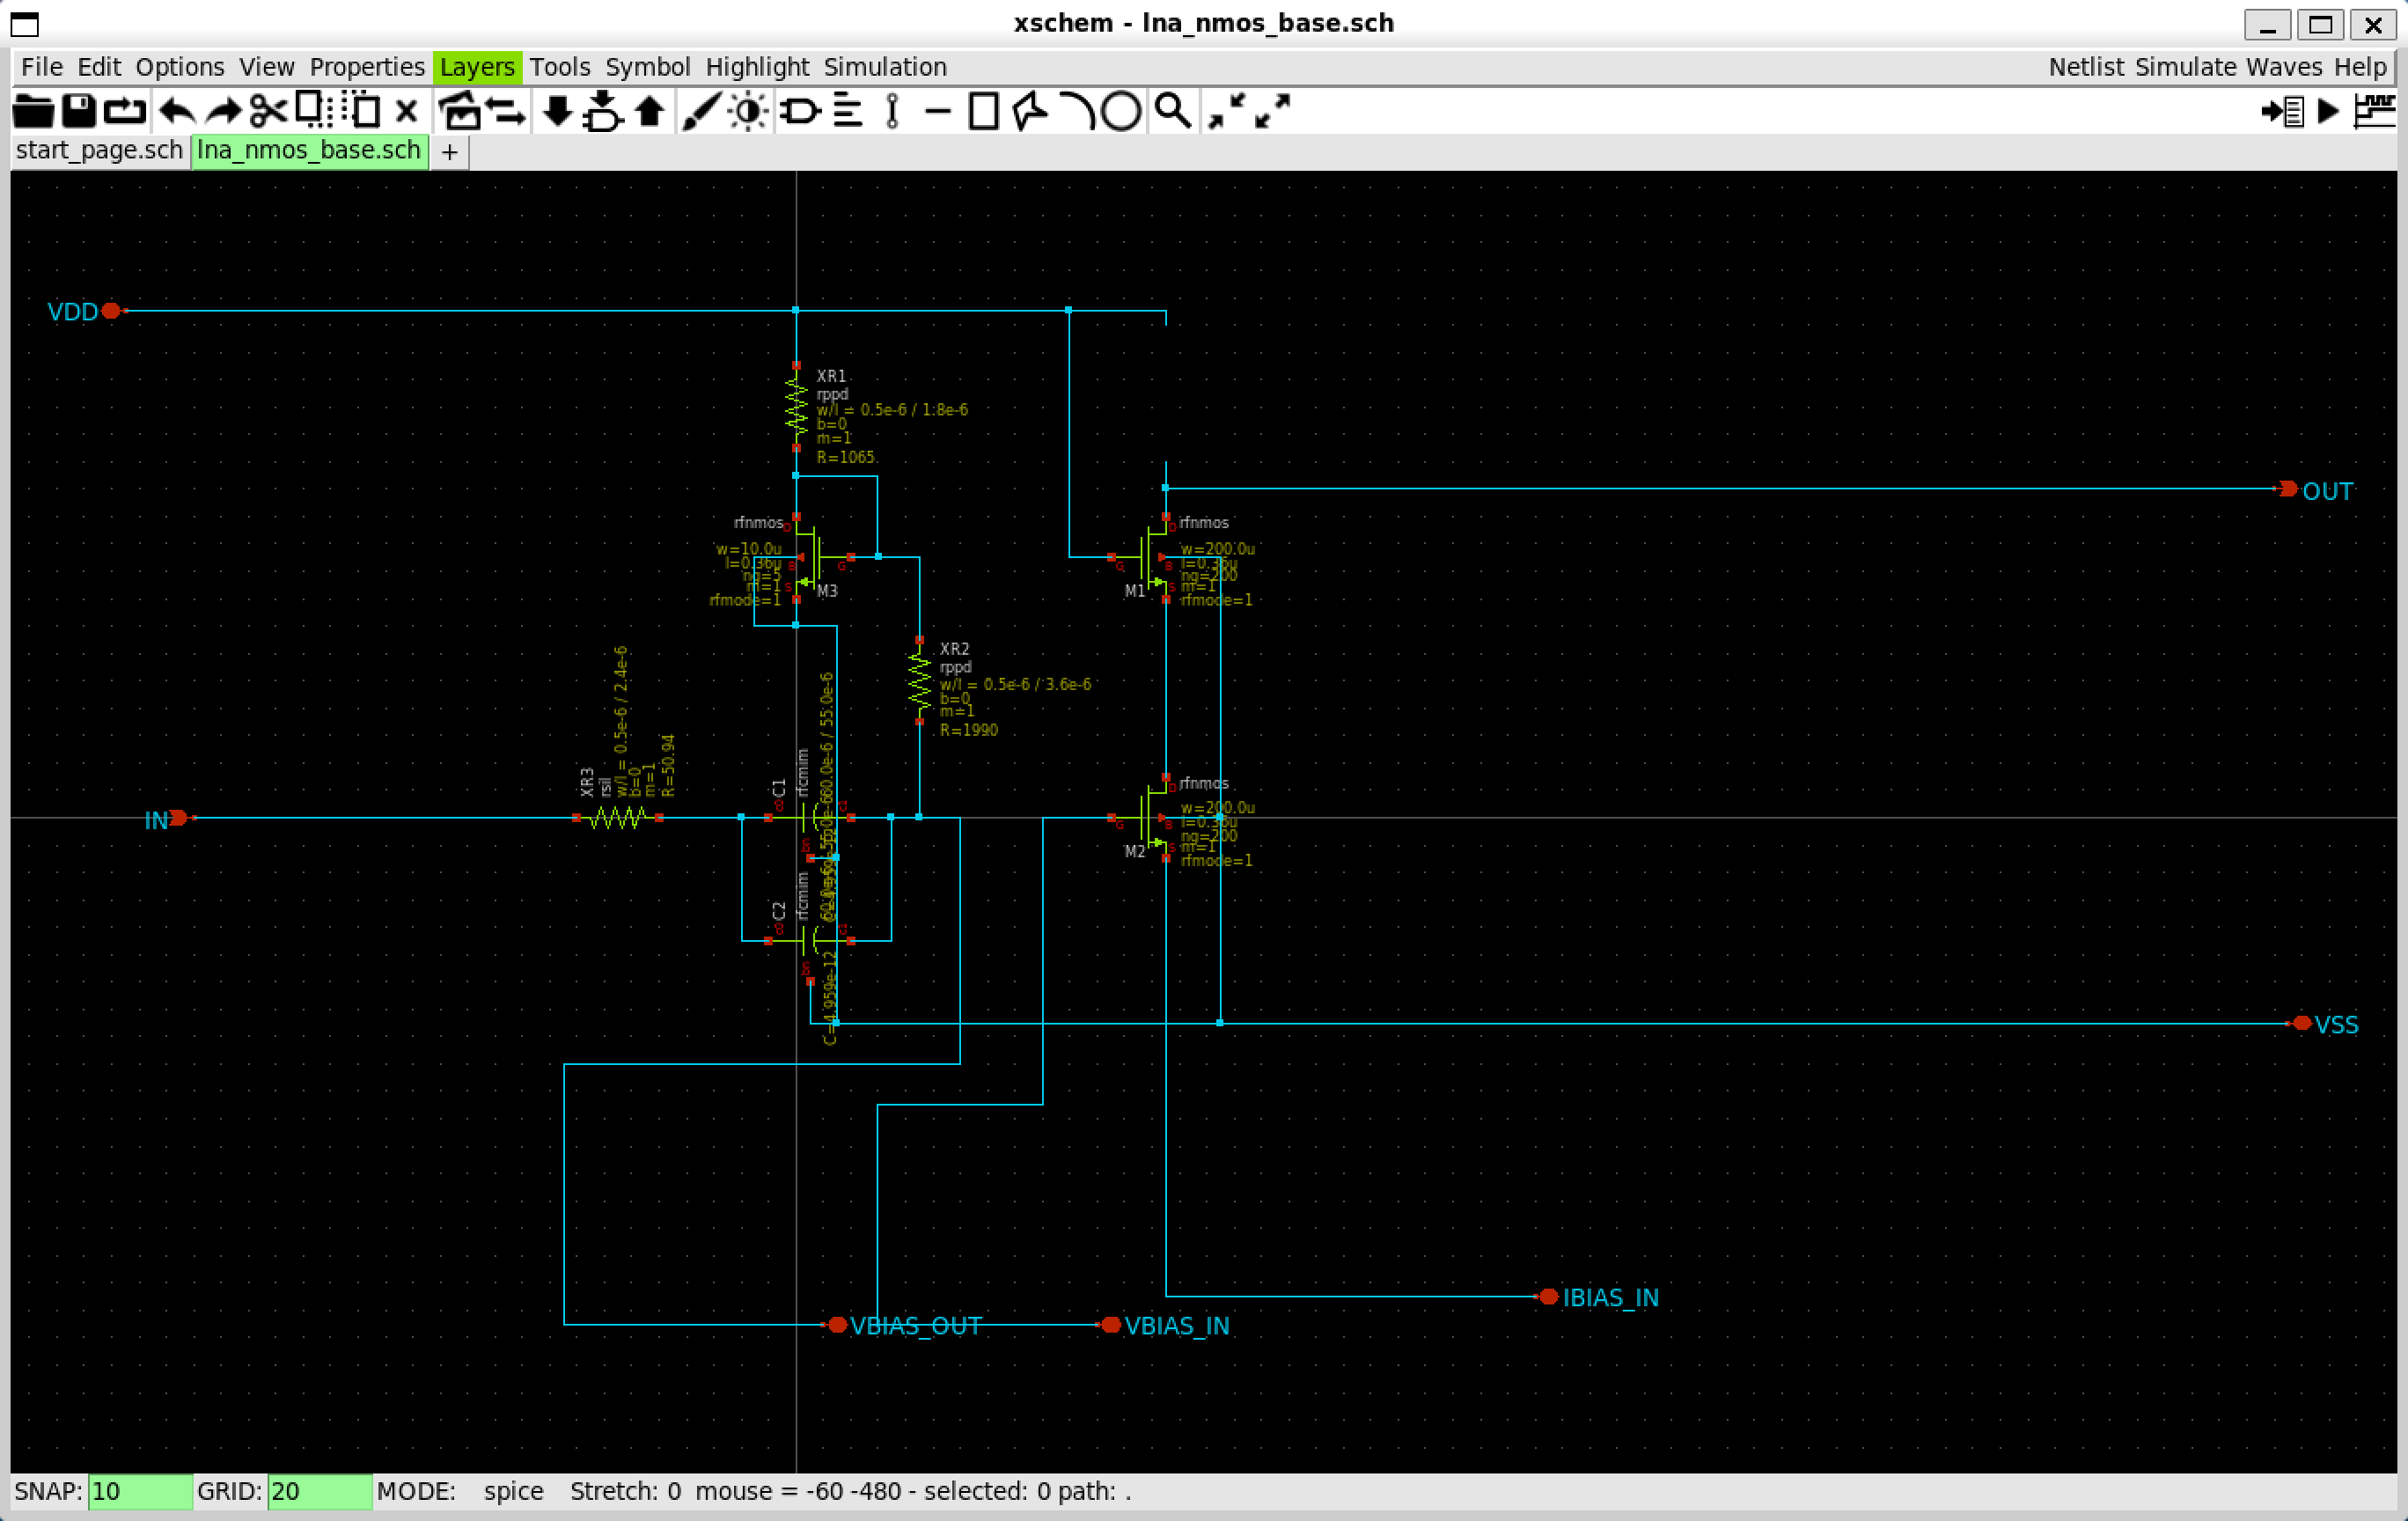 xschem - lna_nmos_base.sch
File Edit Options View Properties Layers Tools Symbol Highlight Simulation Netlist Simulate Waves Help
start_page.sch lna_nmos_base.sch +
VDD
XR1
rppd
w/l = 0.5e-6 / 1.8e-6
b=0
m=1
R=1065.
OUT
rfnmos
w=10.0u
l=0.36u
ng=5
m=1
rfmode=1
D
G
B
S
M3
rfnmos
w=200.0u
l=0.36u
ng=200
m=1
rfmode=1
D
G
B
S
M1
XR2
rppd
w/l = 0.5e-6 / 3.6e-6
b=0
m=1
R=1990
XR3
rsil
w/l = 0.5e-6 / 2.4e-6
b=0
m=1
R=50.94
IN
C1
rfcmim
c0
c1
bn
C2
rfcmim
c0
c1
bn
C=4.959e-12
rfnmos
w=200.0u
l=0.36u
ng=200
m=1
rfmode=1
D
G
B
S
M2
VSS
IBIAS_IN
VBIAS_OUT
VBIAS_IN
SNAP: 10 GRID: 20 MODE: spice Stretch: 0 mouse = -60 -480 - selected: 0 path: .